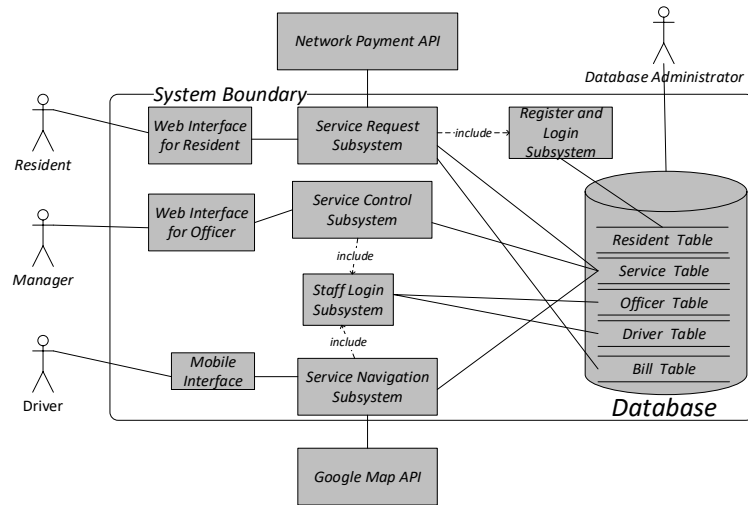 Network Payment API
Database Administrator
System Boundary
Resident
Web Interface
for Resident
Service Request
Subsystem
include
Register and
Login
Subsystem
Manager
Web Interface
for Officer
Service Control
Subsystem
include
Staff Login
Subsystem
include
Driver
Mobile
Interface
Service Navigation
Subsystem
Resident Table
Service Table
Officer Table
Driver Table
Bill Table
Database
Google Map API